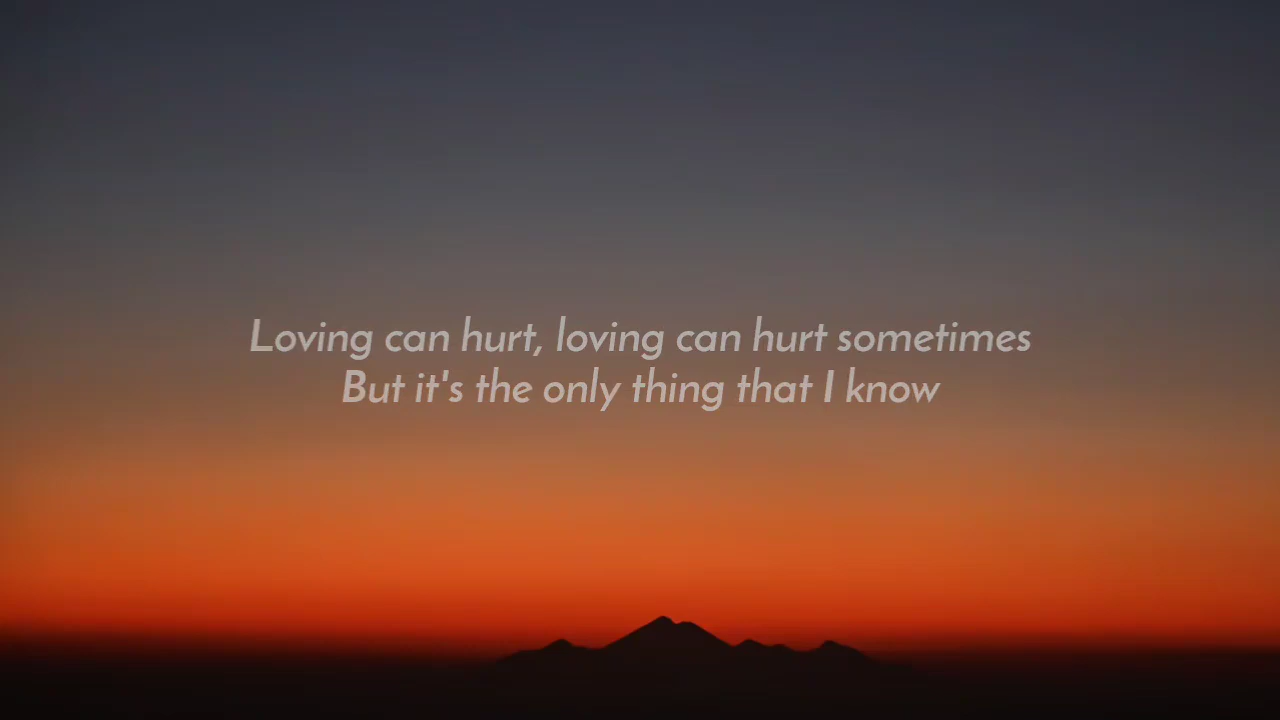 Loving can hurt, loving can hurt sometimes
But it's the only thing that I know